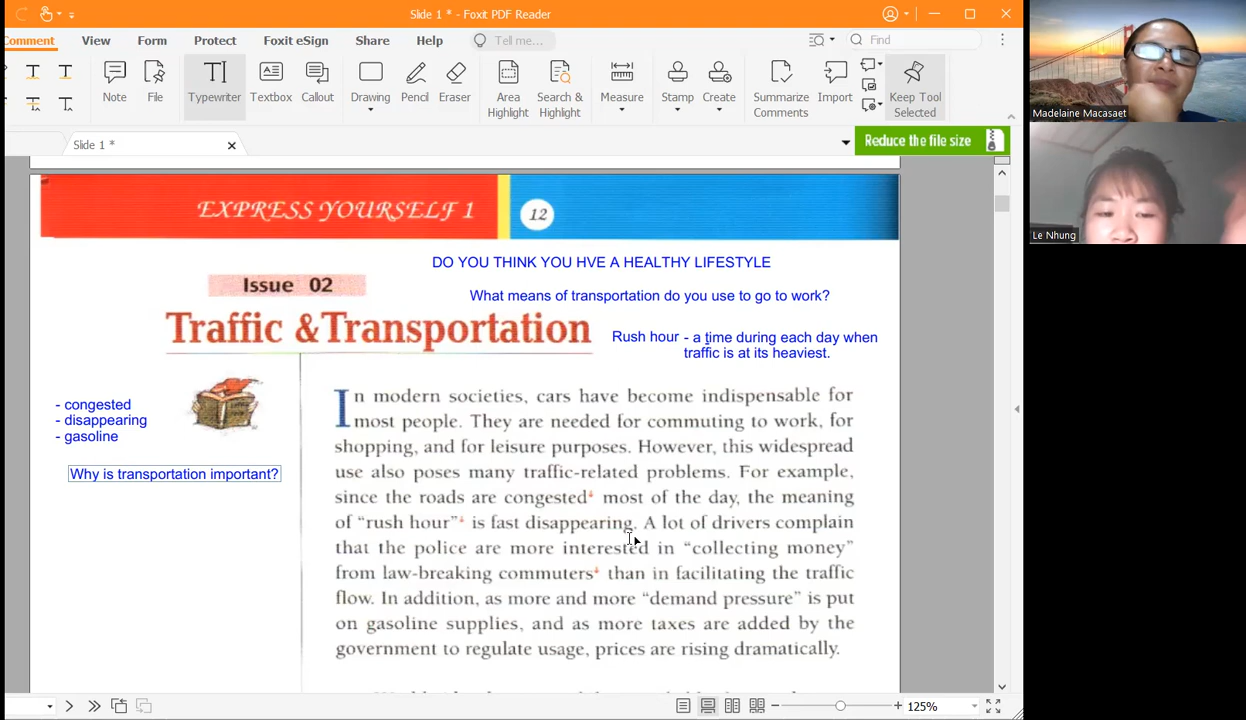 Slide 1 * - Foxit PDF Reader
Comment View Form Protect Foxit eSign Share Help Tell me... Find
Note File Typewriter Textbox Callout Drawing Pencil Eraser Area Highlight Search & Highlight Measure Stamp Create Summarize Comments Import Keep Tool Selected
Slide 1 *
Reduce the file size
EXPRESS YOURSELF 1 12
DO YOU THINK YOU HVE A HEALTHY LIFESTYLE
Issue 02
What means of transportation do you use to go to work?
Traffic & Transportation
Rush hour - a time during each day when
traffic is at its heaviest.
- congested
- disappearing
- gasoline
Why is transportation important?
In modern societies, cars have become indispensable for
most people. They are needed for commuting to work, for
shopping, and for leisure purposes. However, this widespread
use also poses many traffic-related problems. For example,
since the roads are congested most of the day, the meaning
of “rush hour” is fast disappearing. A lot of drivers complain
that the police are more interested in “collecting money”
from law-breaking commuters than in facilitating the traffic
flow. In addition, as more and more “demand pressure” is put
on gasoline supplies, and as more taxes are added by the
government to regulate usage, prices are rising dramatically.
125%
Madelaine Macasaet
Le Nhung